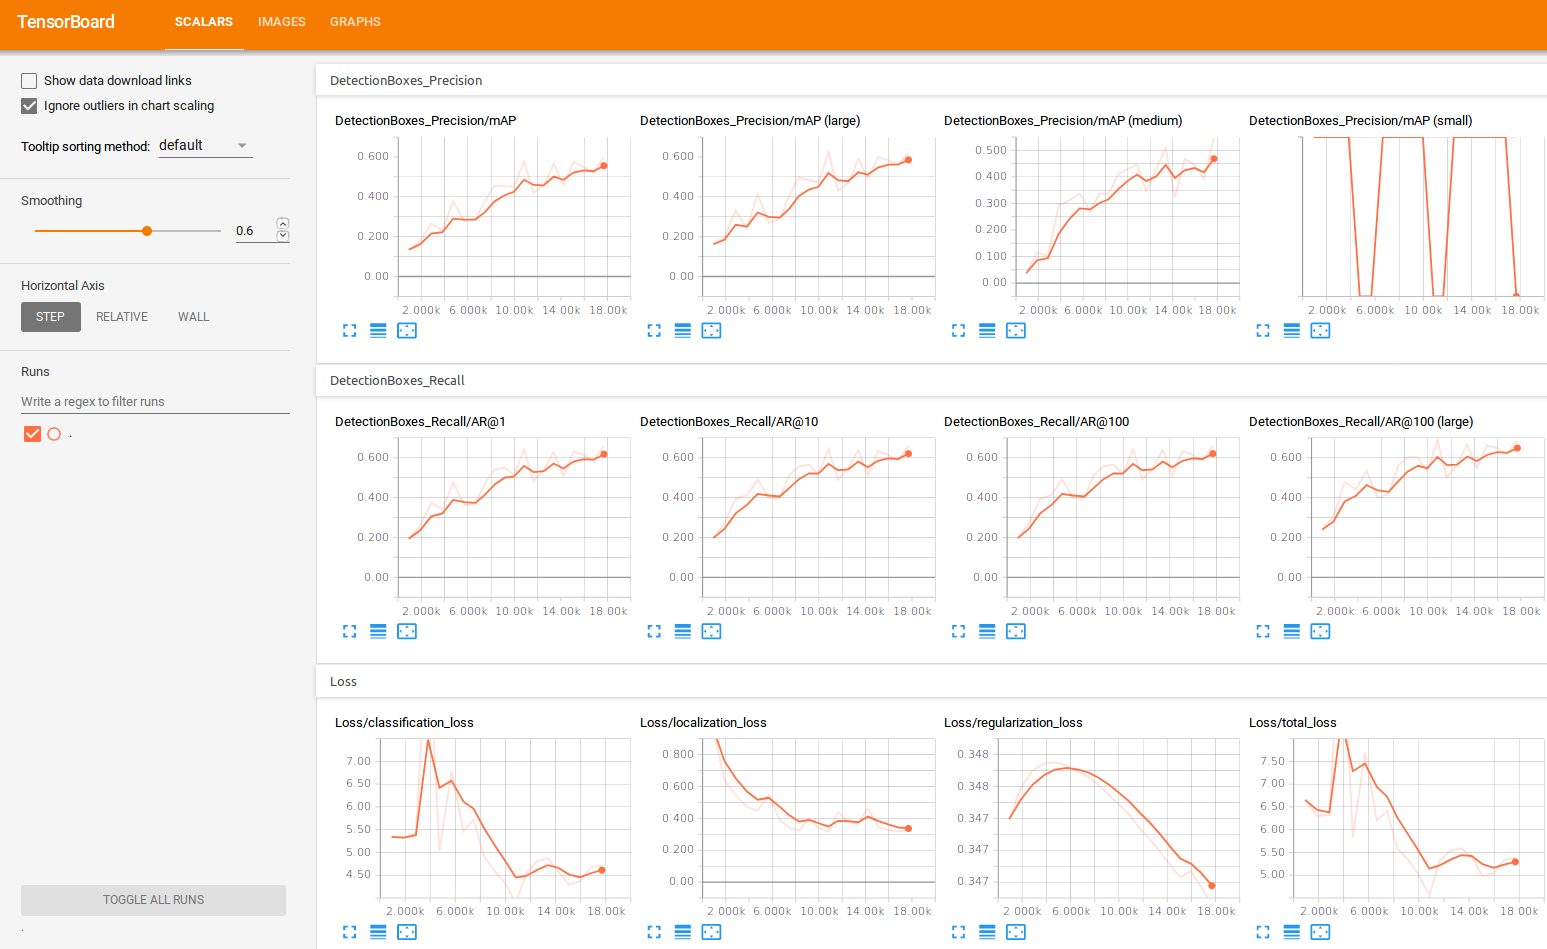 TensorBoard SCALARS IMAGES GRAPHS
Show data download links
Ignore outliers in chart scaling
Tooltip sorting method: default
Smoothing
0.6
Horizontal Axis
STEP RELATIVE WALL
Runs
Write a regex to filter runs
.
TOGGLE ALL RUNS
.
DetectionBoxes_Precision
DetectionBoxes_Precision/mAP
0.600
0.400
0.200
0.00
2.000k 6.000k 10.00k 14.00k 18.00k
DetectionBoxes_Precision/mAP (large)
0.600
0.400
0.200
0.00
2.000k 6.000k 10.00k 14.00k 18.00k
DetectionBoxes_Precision/mAP (medium)
0.500
0.400
0.300
0.200
0.100
0.00
2.000k 6.000k 10.00k 14.00k 18.00k
DetectionBoxes_Precision/mAP (small)
2.000k 6.000k 10.00k 14.00k 18.00k
DetectionBoxes_Recall
DetectionBoxes_Recall/AR@1
0.600
0.400
0.200
0.00
2.000k 6.000k 10.00k 14.00k 18.00k
DetectionBoxes_Recall/AR@10
0.600
0.400
0.200
0.00
2.000k 6.000k 10.00k 14.00k 18.00k
DetectionBoxes_Recall/AR@100
0.600
0.400
0.200
0.00
2.000k 6.000k 10.00k 14.00k 18.00k
DetectionBoxes_Recall/AR@100 (large)
0.600
0.400
0.200
0.00
2.000k 6.000k 10.00k 14.00k 18.00k
Loss
Loss/classification_loss
7.00
6.50
6.00
5.50
5.00
4.50
2.000k 6.000k 10.00k 14.00k 18.00k
Loss/localization_loss
0.800
0.600
0.400
0.200
0.00
2.000k 6.000k 10.00k 14.00k 18.00k
Loss/regularization_loss
0.348
0.348
0.347
0.347
0.347
2.000k 6.000k 10.00k 14.00k 18.00k
Loss/total_loss
7.50
7.00
6.50
6.00
5.50
5.00
2.000k 6.000k 10.00k 14.00k 18.00k